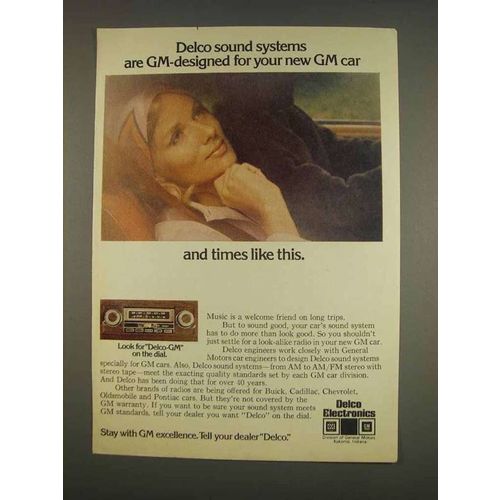 Delco sound systems
are GM-designed for your new GM car
and times like this.
Look for "Delco-GM"
on the dial.
Music is a welcome friend on long trips.
But to sound good, your car's sound system
has to do more than look good. So you shouldn't
just settle for a look-alike radio in your new GM car.
Delco engineers work closely with General
Motors car engineers to design Delco sound systems
specially for GM cars. Also, Delco sound systems—from AM to AM/FM stereo with
stereo tape—meet the exacting quality standards set by each GM car division.
And Delco has been doing that for over 40 years.
Other brands of radios are being offered for Buick, Cadillac, Chevrolet,
Oldsmobile and Pontiac cars. But they're not covered by the
GM warranty. If you want to be sure your sound system meets
GM standards, tell your dealer you want "Delco" on the dial.
Stay with GM excellence. Tell your dealer "Delco."
Delco
Electronics
GM
Division of General Motors
Kokomo, Indiana